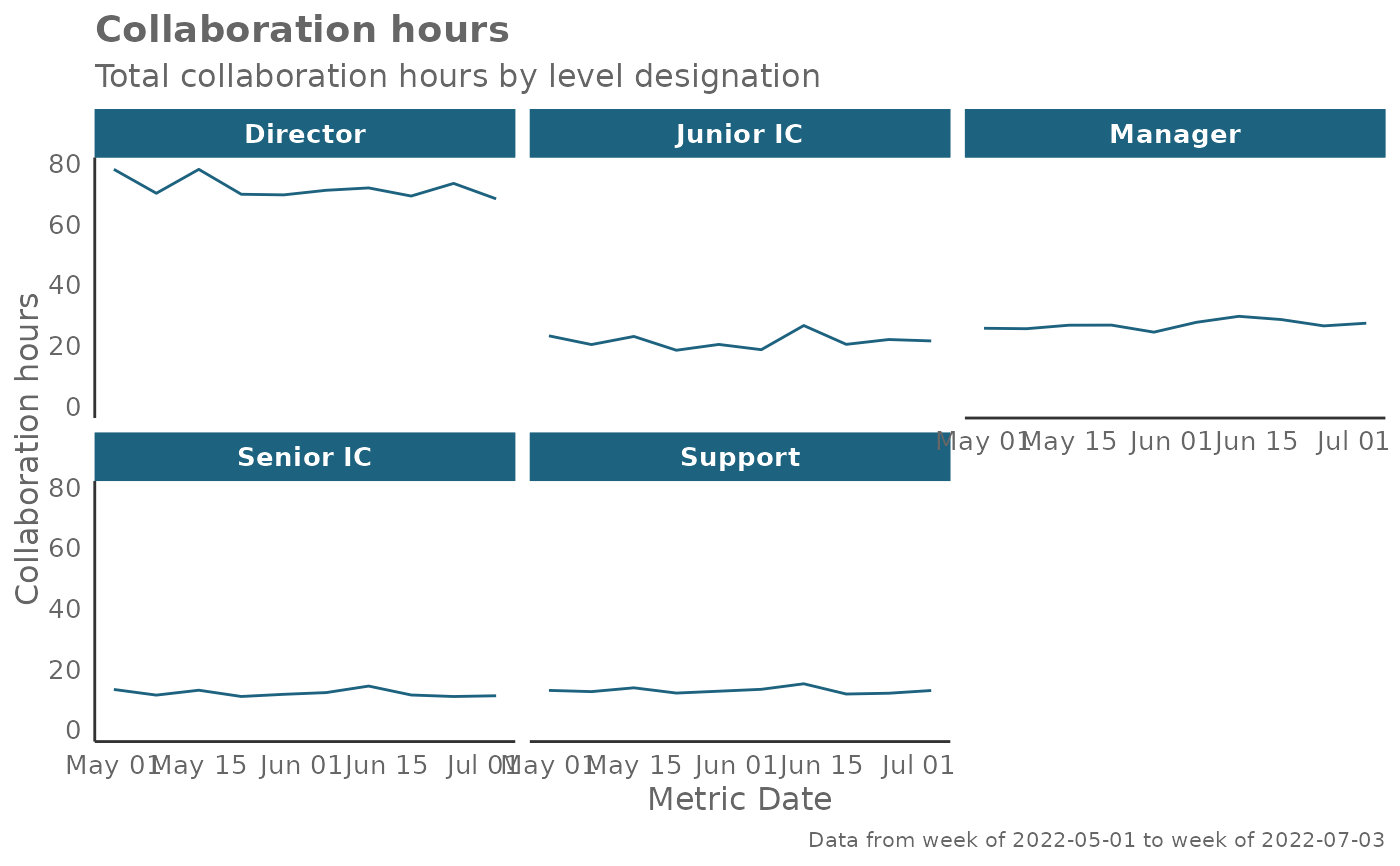 Collaboration hours
Total collaboration hours by level designation
Director Junior IC Manager
80
60
40
20
0
Collaboration hours
May 01 May 15 Jun 01 Jun 15 Jul 01
Senior IC Support
80
60
40
20
0
May 01 May 15 Jun 01 Jun 15 Jul 01 May 01 May 15 Jun 01 Jun 15 Jul 01
Metric Date
Data from week of 2022-05-01 to week of 2022-07-03